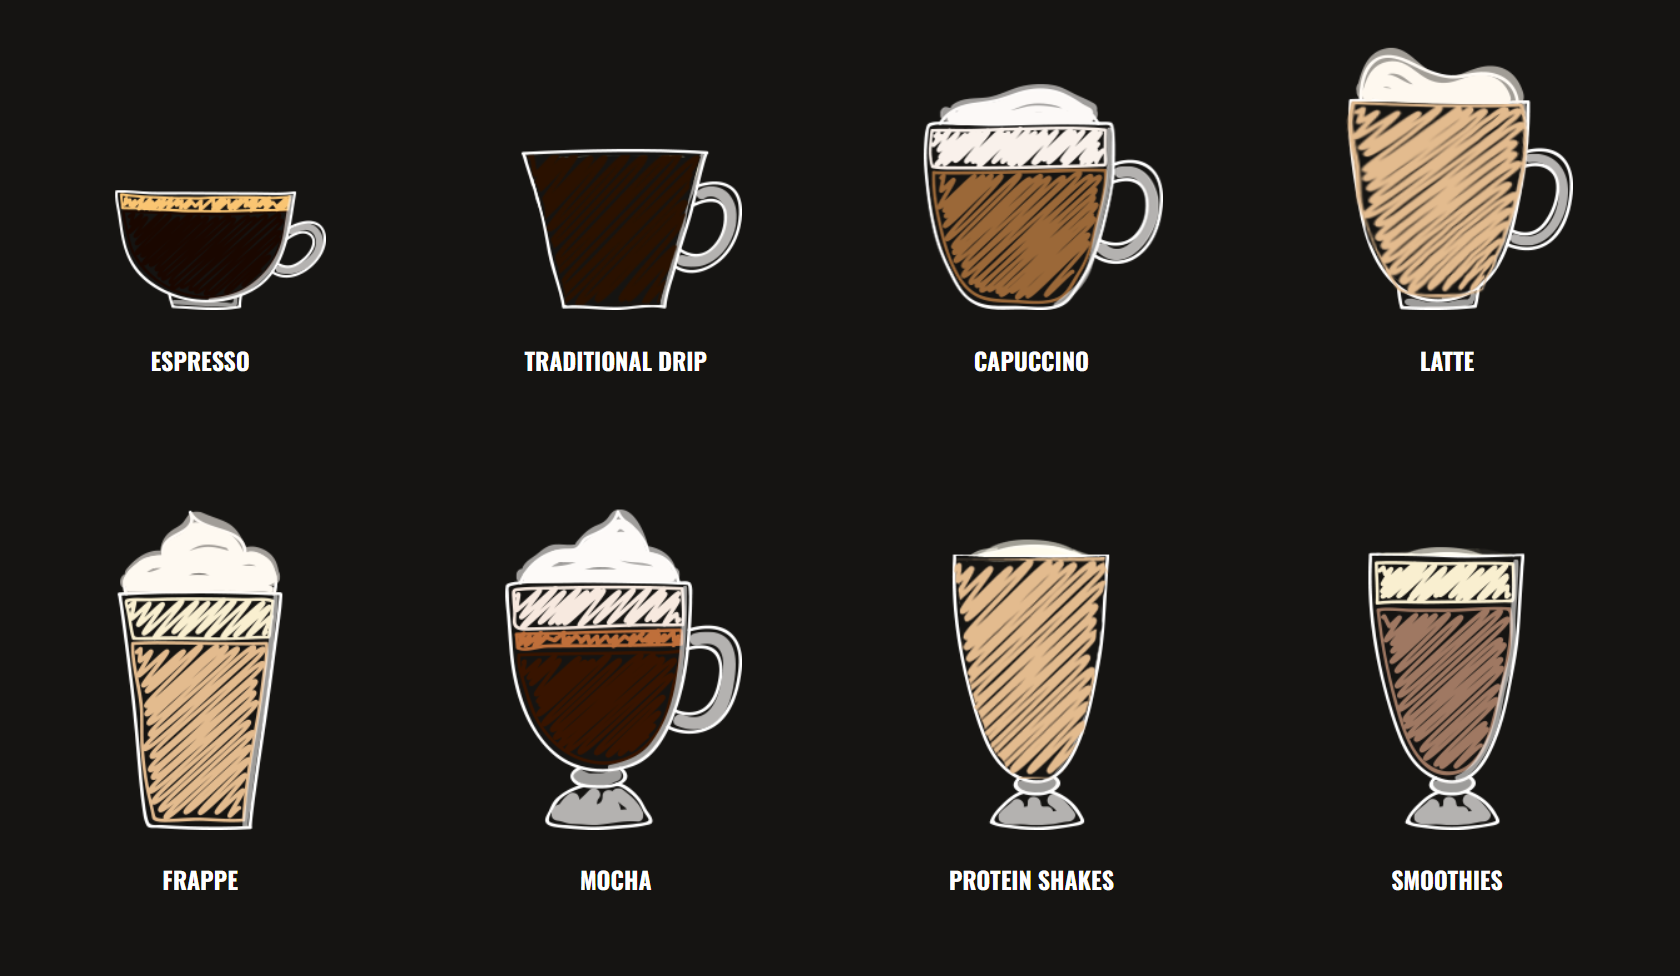 ESPRESSO
TRADITIONAL DRIP
CAPUCCINO
LATTE
FRAPPE
MOCHA
PROTEIN SHAKES
SMOOTHIES